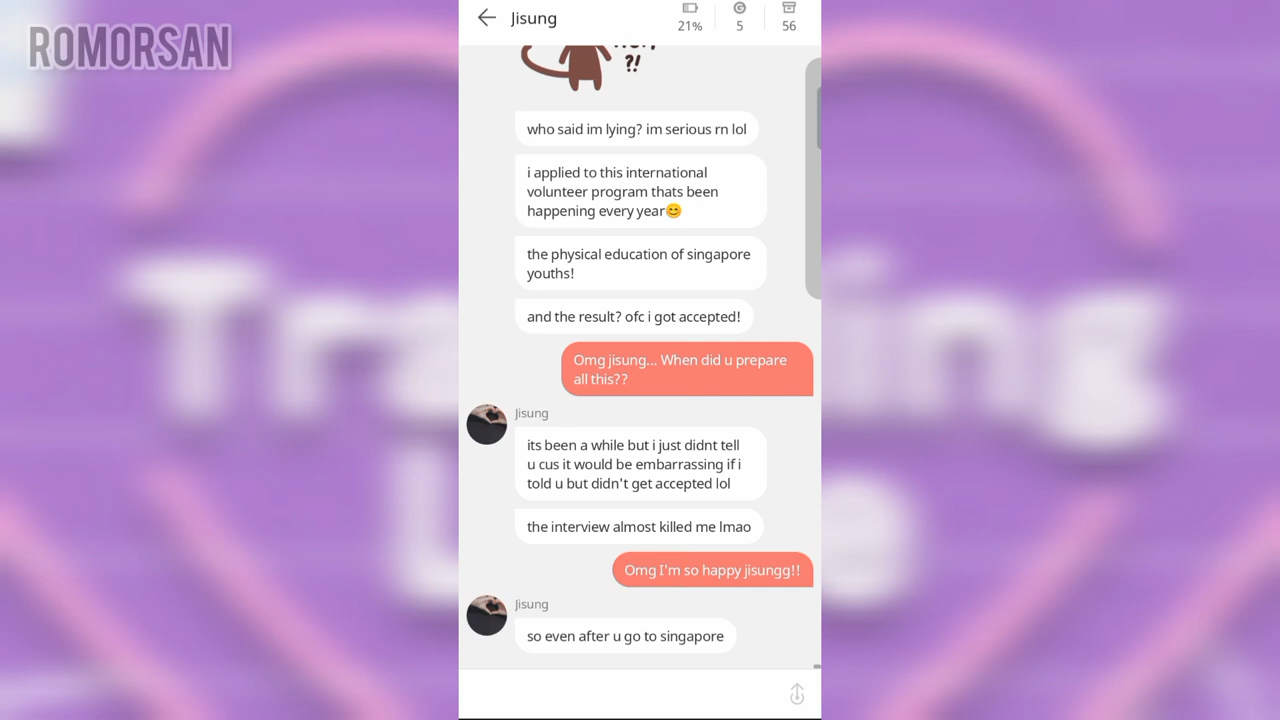 ROMORSAN
Jisung
21%
5
56
?!
who said im lying? im serious rn lol
i applied to this international
volunteer program thats been
happening every year😊
the physical education of singapore
youths!
and the result? ofc i got accepted!
Omg jisung... When did u prepare
all this??
Jisung
its been a while but i just didnt tell
u cus it would be embarrassing if i
told u but didn't get accepted lol
the interview almost killed me lmao
Omg I'm so happy jisungg!!
Jisung
so even after u go to singapore